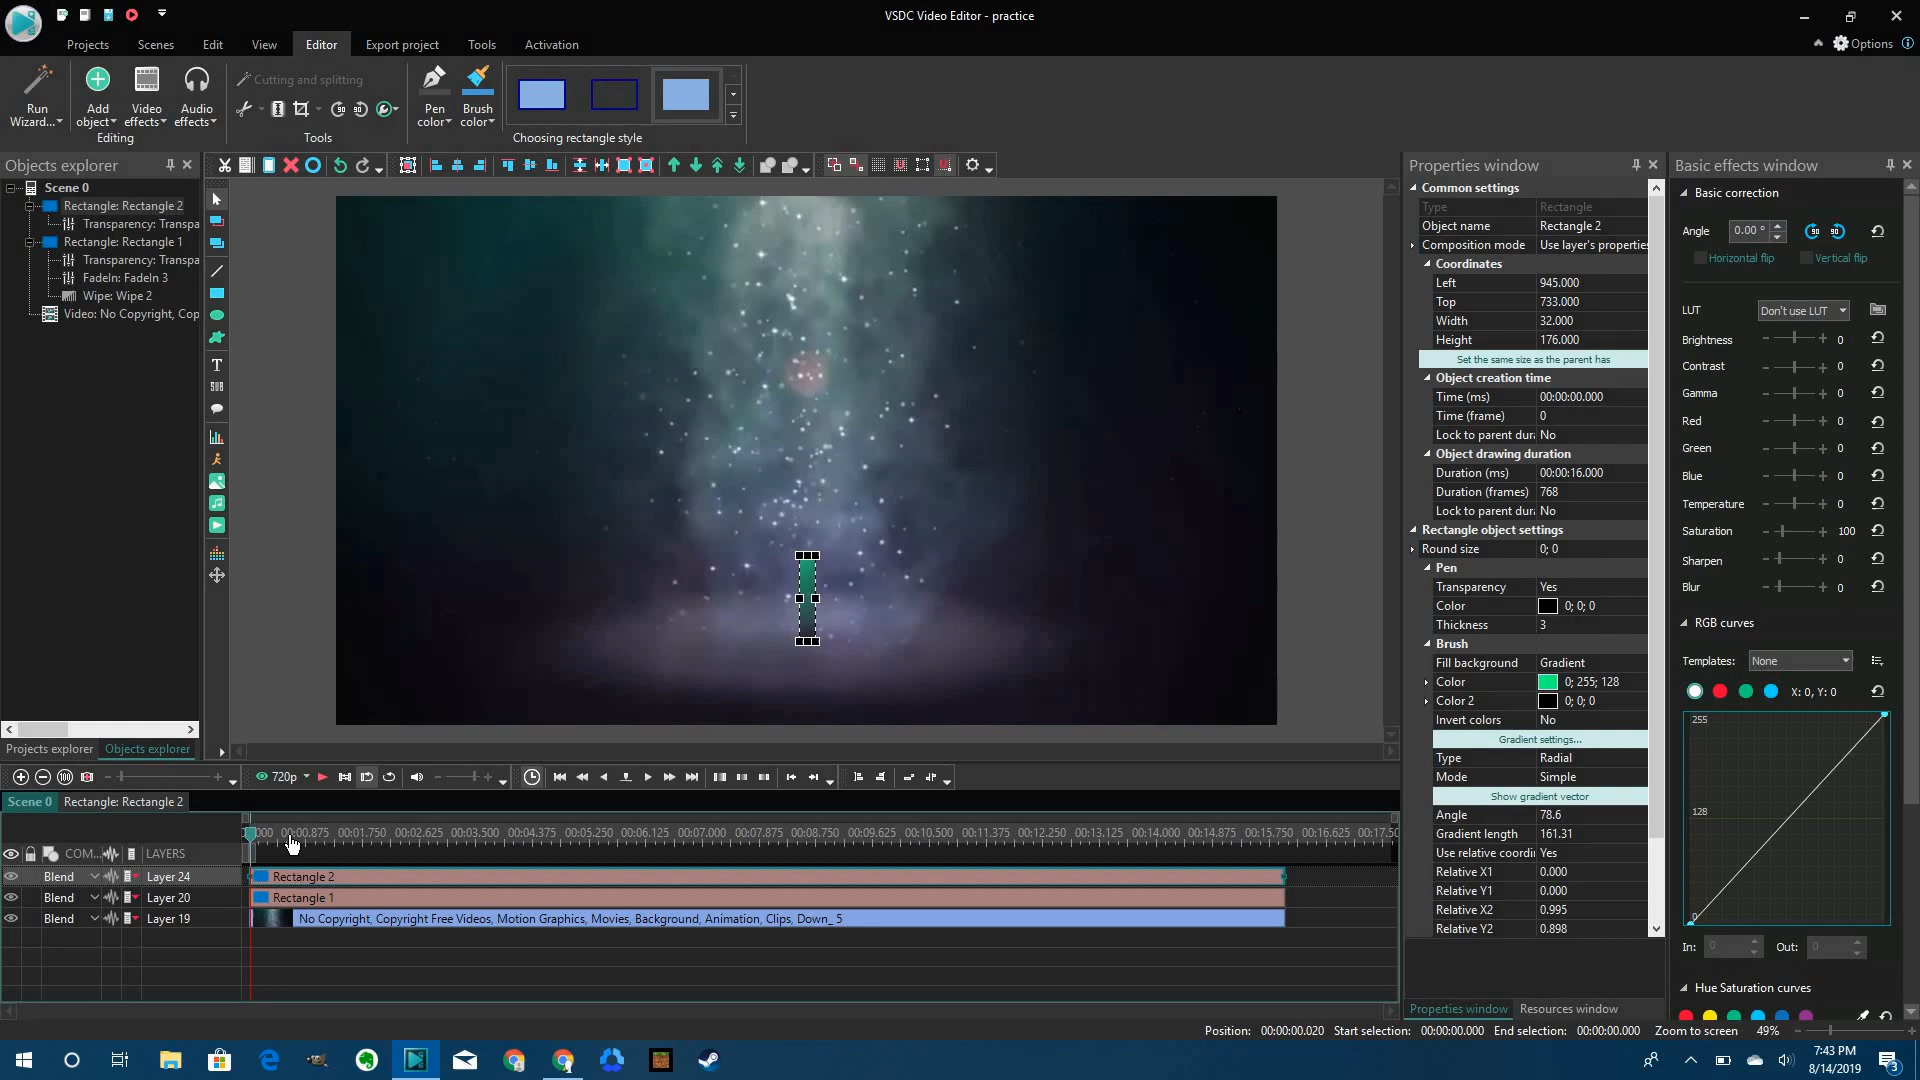 VSDC Video Editor - practice
Projects Scenes Edit View Editor Export project Tools Activation
Options
Cutting and splitting
Run Wizard...
Add object
Video effects
Audio effects
Pen color
Brush color
Editing
Tools
Choosing rectangle style
Objects explorer
Scene 0
Rectangle: Rectangle 2
Transparency: Transpa
Rectangle: Rectangle 1
Transparency: Transpa
FadeIn: FadeIn 3
Wipe: Wipe 2
Video: No Copyright, Cop
Projects explorer Objects explorer
Properties window
Common settings
Type Rectangle
Object name Rectangle 2
Composition mode Use layer's properties
Coordinates
Left 945.000
Top 733.000
Width 32.000
Height 176.000
Set the same size as the parent has
Object creation time
Time (ms) 00:00:00.000
Time (frame) 0
Lock to parent dura No
Object drawing duration
Duration (ms) 00:00:16.000
Duration (frames) 768
Lock to parent dura No
Rectangle object settings
Round size 0; 0
Pen
Transparency Yes
Color 0; 0; 0
Thickness 3
Brush
Fill background Gradient
Color 0; 255; 128
Color 2 0; 0; 0
Invert colors No
Gradient settings...
Type Radial
Mode Simple
Show gradient vector
Angle 78.6
Gradient length 161.31
Use relative coordi Yes
Relative X1 0.000
Relative Y1 0.000
Relative X2 0.995
Relative Y2 0.898
Properties window Resources window
Basic effects window
Basic correction
Angle 0.00 °
90 90
Horizontal flip Vertical flip
LUT Don't use LUT
Brightness 0
Contrast 0
Gamma 0
Red 0
Green 0
Blue 0
Temperature 0
Saturation 100
Sharpen 0
Blur 0
RGB curves
Templates: None
X: 0, Y: 0
255
128
0
In: 0 Out: 0
Hue Saturation curves
T
SUB
720p
Scene 0 Rectangle: Rectangle 2
000 00:00.875 00:01.750 00:02.625 00:03.500 00:04.375 00:05.250 00:06.125 00:07.000 00:07.875 00:08.750 00:09.625 00:10.500 00:11.375 00:12.250 00:13.125 00:14.000 00:14.875 00:15.750 00:16.625 00:17.50
COM... LAYERS
Blend Layer 24 Rectangle 2
Blend Layer 20 Rectangle 1
Blend Layer 19 No Copyright, Copyright Free Videos, Motion Graphics, Movies, Background, Animation, Clips, Down_ 5
Position: 00:00:00.020 Start selection: 00:00:00.000 End selection: 00:00:00.000 Zoom to screen 49%
7:43 PM
8/14/2019
3